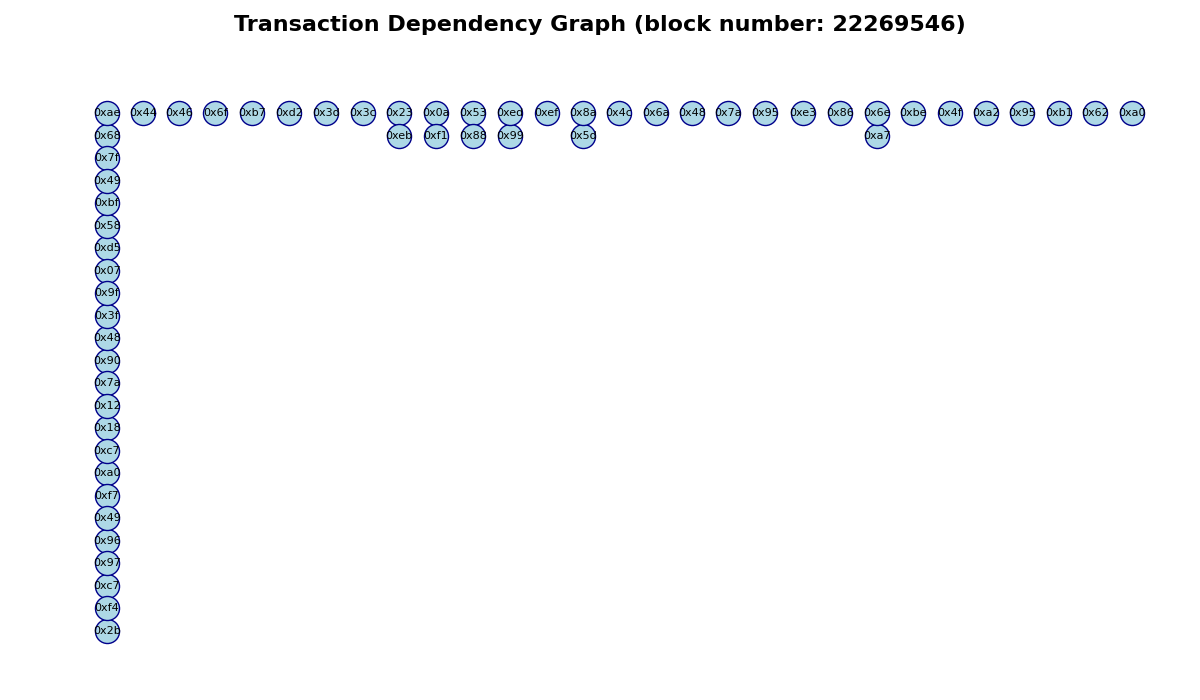 Transaction Dependency Graph (block number: 22269546)
0xae 0x44 0x46 0x6f 0xb7 0xd2 0x3d 0x3c 0x23 0x0a 0x53 0xed 0xef 0x8a 0x4c 0x6a 0x48 0x7a 0x95 0xe3 0x86 0x6e 0xbe 0x4f 0xa2 0x95 0xb1 0x62 0xa0
0x68 0xeb 0xf1 0x88 0x99 0x5d 0xa7
0x7f
0x49
0xbf
0x58
0xd5
0x07
0x9f
0x3f
0x48
0x90
0x7a
0x12
0x18
0xc7
0xa0
0xf7
0x49
0x96
0x97
0xc7
0xf4
0x2b